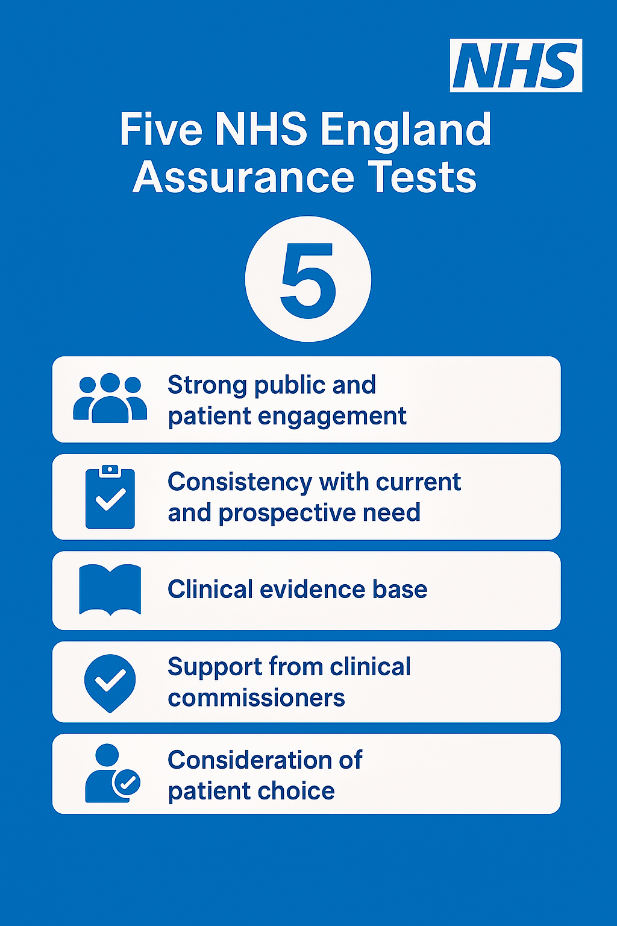 NHS
Five NHS England
Assurance Tests
5
Strong public and
patient engagement
Consistency with current
and prospective need
Clinical evidence base
Support from clinical
commissioners
Consideration of
patient choice